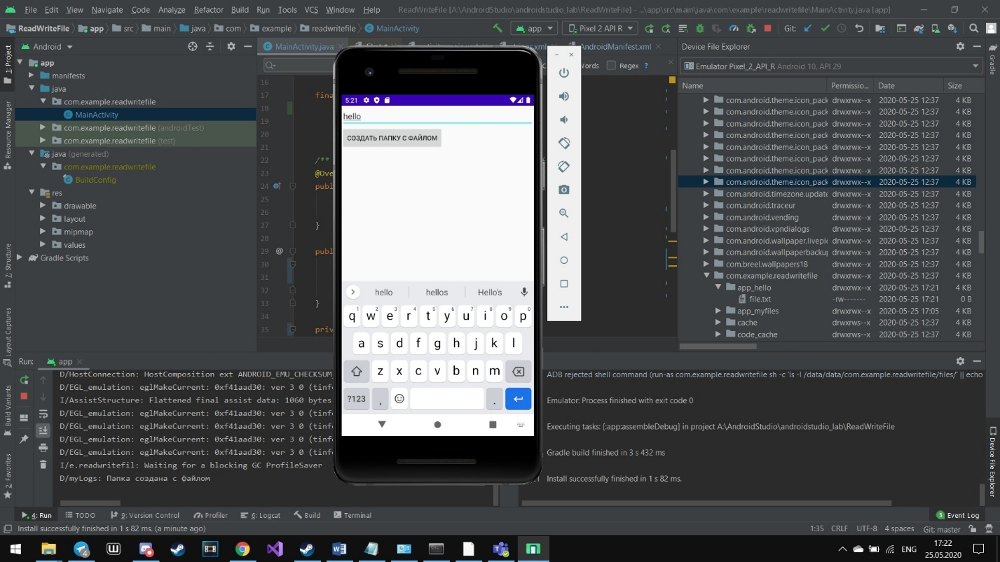 File Edit View Navigate Code Analyze Refactor Build Run Tools VCS Window Help ReadWriteFile [A:\AndroidStudio\androidstudio_lab\ReadWriteFile] - ...\app\src\main\java\com\example\readwritefile\MainActivity.java [app]
ReadWriteFile app src main java com example readwritefile MainActivity app Pixel 2 API R Git:
Android
MainActivity.java AndroidManifest.xml
Words Regex ?
1: Project
Resource Manager
Z: Structure
Layout Captures
Build Variants
2: Favorites
app
manifests
java
com.example.readwritefile
MainActivity
com.example.readwritefile (androidTest)
com.example.readwritefile (test)
java (generated)
com.example.readwritefile
BuildConfig
res
drawable
layout
mipmap
values
Gradle Scripts
16
17 fina
18
19
20
21
22 /**
23 @Ove
24 publ
25
26
27 }
28
29 @ publ
30
31
32
33 }
34
35 priv
5:21
hello
СОЗДАТЬ ПАПКУ С ФАЙЛОМ
hello hellos Hello's
q1 w2 e3 r4 t5 y6 u7 i8 o9 p0
a s d f g h j k l
z x c v b n m
?123 , .
Device File Explorer
Emulator Pixel_2_API_R Android 10, API 29
Name Permissio... Date Size
com.android.theme.icon_pack drwxrwx--x 2020-05-25 12:37 4 KB
com.android.theme.icon_pack drwxrwx--x 2020-05-25 12:37 4 KB
com.android.theme.icon_pack drwxrwx--x 2020-05-25 12:37 4 KB
com.android.theme.icon_pack drwxrwx--x 2020-05-25 12:37 4 KB
com.android.theme.icon_pack drwxrwx--x 2020-05-25 12:37 4 KB
com.android.theme.icon_pack drwxrwx--x 2020-05-25 12:37 4 KB
com.android.theme.icon_pack drwxrwx--x 2020-05-25 12:37 4 KB
com.android.theme.icon_pack drwxrwx--x 2020-05-25 12:37 4 KB
com.android.timezone.update drwxrwx--x 2020-05-25 12:37 4 KB
com.android.traceur drwxrwx--x 2020-05-25 12:37 4 KB
com.android.vending drwxrwx--x 2020-05-25 12:37 4 KB
com.android.vpndialogs drwxrwx--x 2020-05-25 12:37 4 KB
com.android.wallpaper.livepic drwxrwx--x 2020-05-25 12:37 4 KB
com.android.wallpaperbackup drwxrwx--x 2020-05-25 12:37 4 KB
com.breel.wallpapers18 drwxrwx--x 2020-05-25 12:37 4 KB
com.example.readwritefile drwxrwx--x 2020-05-25 12:37 4 KB
app_hello drwxrwx--x 2020-05-25 17:21 4 KB
file.txt -rw------- 2020-05-25 17:21 0 B
app_myfiles drwxrwx--x 2020-05-25 17:05 4 KB
cache drwxrws--x 2020-05-25 12:37 4 KB
code_cache drwxrws--x 2020-05-25 12:37 4 KB
Gradle
Device File Explorer
Run: app
D/HostConnection: HostComposition ext ANDROID_EMU_CHECKSUM_
D/EGL_emulation: eglMakeCurrent: 0xf41aad30: ver 3 0 (tinfo
I/AssistStructure: Flattened final assist data: 1060 bytes
D/EGL_emulation: eglMakeCurrent: 0xf41aad30: ver 3 0 (tinf
D/EGL_emulation: eglMakeCurrent: 0xf41aad30: ver 3 0 (tinf
D/EGL_emulation: eglMakeCurrent: 0xf41aad30: ver 3 0 (tinf
D/EGL_emulation: eglMakeCurrent: 0xf41aad30: ver 3 0 (tinf
I/e.readwritefil: Waiting for a blocking GC ProfileSaver
D/myLogs: Папка создана с файлом
ADB rejected shell command (run-as com.example.readwritefile sh -c 'ls -l /data/data/com.example.readwritefile/files/' || echo
Emulator: Process finished with exit code 0
Executing tasks: [:app:assembleDebug] in project A:\AndroidStudio\androidstudio_lab\ReadWriteFile
Gradle build finished in 3 s 432 ms
Install successfully finished in 1 s 82 ms.
4: Run TODO 9: Version Control Profiler 6: Logcat Build Terminal 3 Event Log
Install successfully finished in 1 s 82 ms. (a minute ago) 1:35 CRLF UTF-8 4 spaces Git: master
4 ENG 17:22
25.05.2020